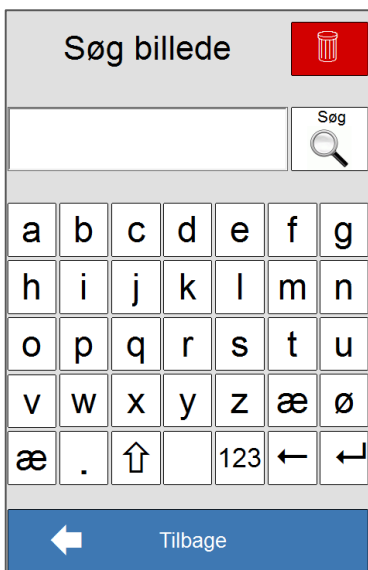 Søg billede
Søg
a b c d e f g
h i j k l m n
o p q r s t u
v w x y z æ ø
æ . ⇧ 123 ← ↵
Tilbage